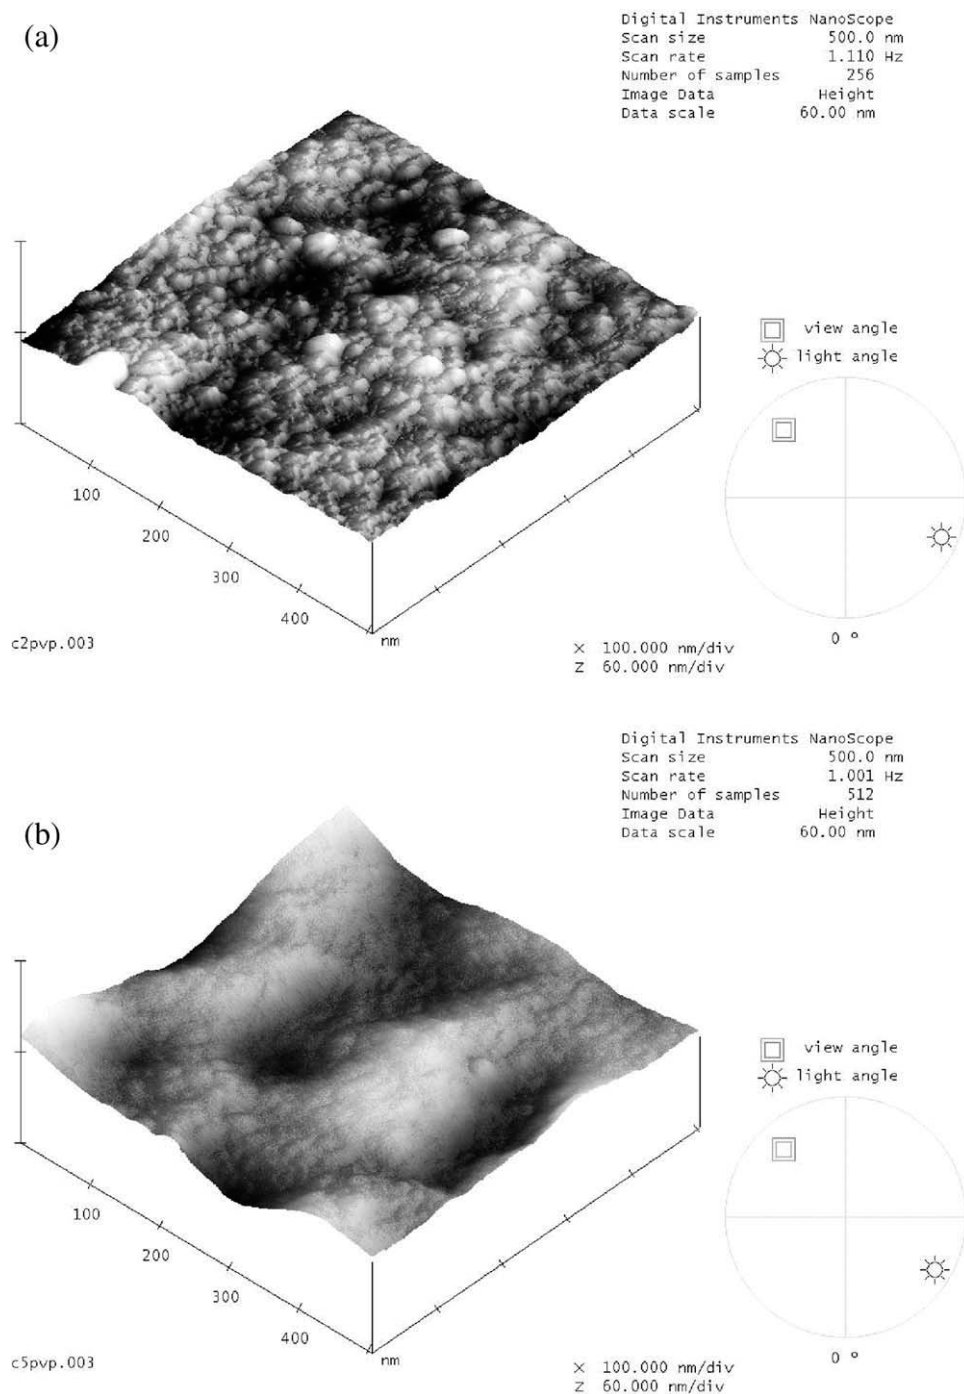 (a)
Digital Instruments NanoScope
Scan size 500.0 nm
Scan rate 1.110 Hz
Number of samples 256
Image Data Height
Data scale 60.00 nm
view angle
light angle
100
200
300
400
nm
0 º
c2pvp.003
X 100.000 nm/div
Z 60.000 nm/div
(b)
Digital Instruments NanoScope
Scan size 500.0 nm
Scan rate 1.001 Hz
Number of samples 512
Image Data Height
Data scale 60.00 nm
view angle
light angle
100
200
300
400
nm
0 º
c5pvp.003
X 100.000 nm/div
Z 60.000 nm/div